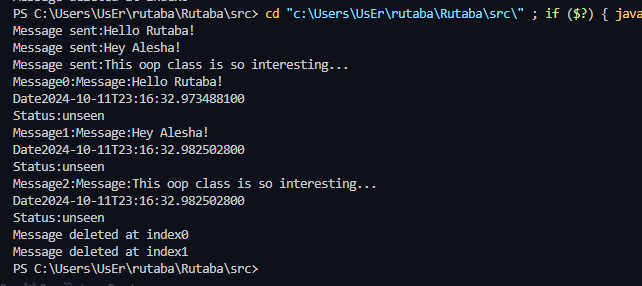 PS C:\Users\UsEr\rutaba\Rutaba\src> cd "c:\Users\UsEr\rutaba\Rutaba\src\" ; if ($?) { java
Message sent:Hello Rutaba!
Message sent:Hey Alesha!
Message sent:This oop class is so interesting...
Message0:Message:Hello Rutaba!
Date2024-10-11T23:16:32.973488100
Status:unseen
Message1:Message:Hey Alesha!
Date2024-10-11T23:16:32.982502800
Status:unseen
Message2:Message:This oop class is so interesting...
Date2024-10-11T23:16:32.982502800
Status:unseen
Message deleted at index0
Message deleted at index1
PS C:\Users\UsEr\rutaba\Rutaba\src>